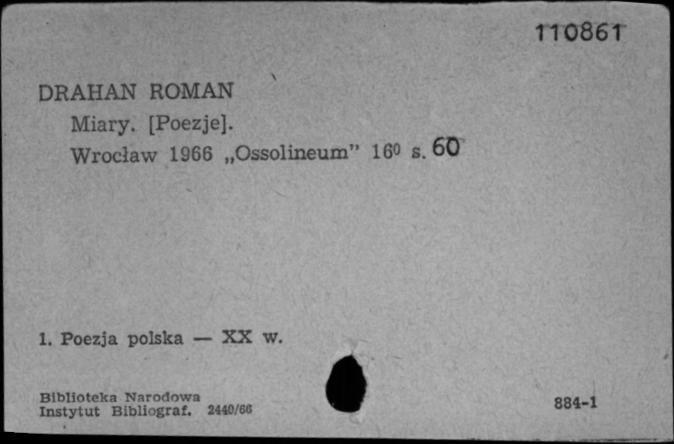 110861
DRAHAN ROMAN
Miary. [Poezje].
Wrocław 1966 „Ossolineum” 16⁰ s. 60
1. Poezja polska — XX w.
Biblioteka Narodowa
Instytut Bibliograf. 2440/66
884-1